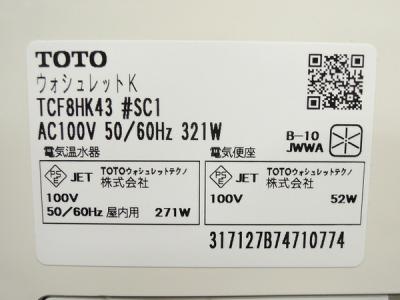 TOTO
ウォシュレットK
TCF8HK43 #SC1
AC100V 50/60Hz 321W
B-10
JWWA
電気温水器
電気便座
PSE JET TOTOウォシュレットテクノ
株式会社
100V
50/60Hz 屋内用 271W
PSE JET TOTOウォシュレットテクノ
株式会社
100V 52W
317127B74710774